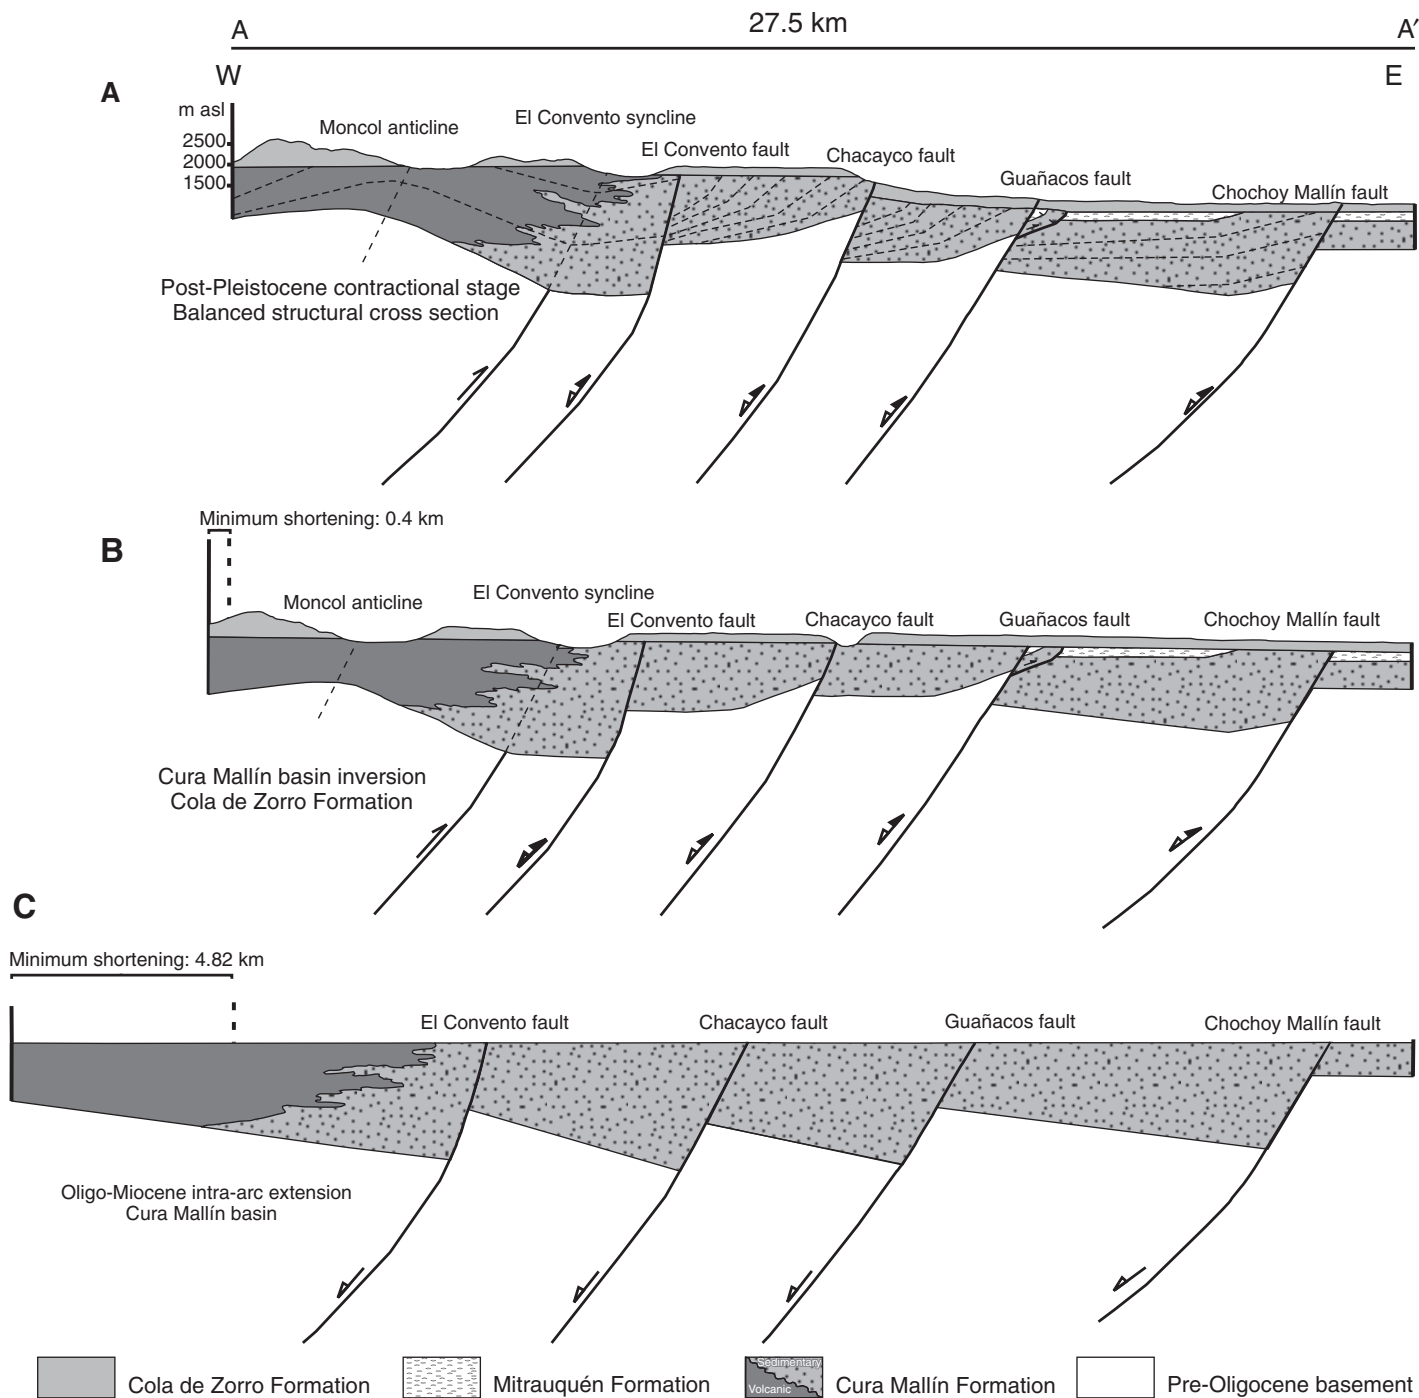 A
27.5 km
A′
W
E
A
m asl
2500
2000
1500
Moncol anticline
El Convento syncline
El Convento fault
Chacayco fault
Guañacos fault
Chochoy Mallín fault
Post-Pleistocene contractional stage
Balanced structural cross section
Minimum shortening: 0.4 km
B
Moncol anticline
El Convento syncline
El Convento fault
Chacayco fault
Guañacos fault
Chochoy Mallín fault
Cura Mallín basin inversion
Cola de Zorro Formation
C
Minimum shortening: 4.82 km
El Convento fault
Chacayco fault
Guañacos fault
Chochoy Mallín fault
Oligo-Miocene intra-arc extension
Cura Mallín basin
Cola de Zorro Formation
Mitrauquén Formation
Sedimentary
Volcanic
Cura Mallín Formation
Pre-Oligocene basement